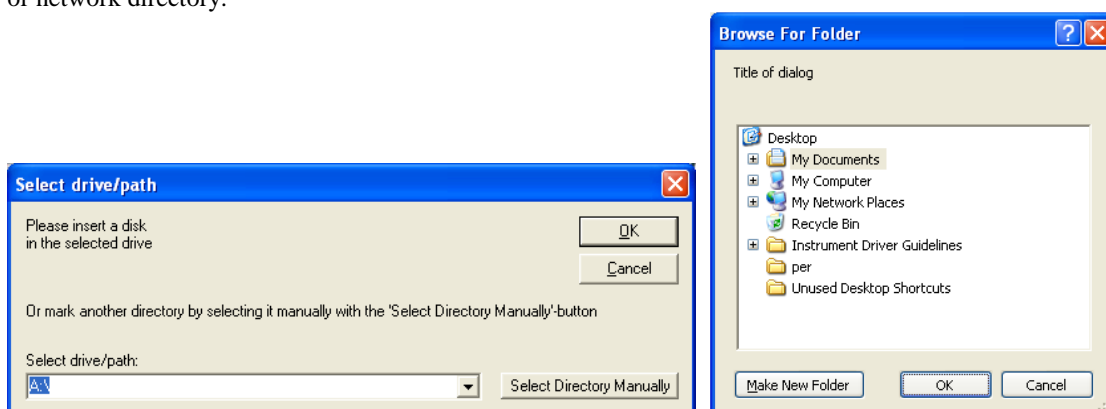 or network directory.
Select drive/path
Please insert a disk
in the selected drive
OK
Cancel
Or mark another directory by selecting it manually with the 'Select Directory Manually'-button
Select drive/path:
A:\
Select Directory Manually
Browse For Folder
Title of dialog
Desktop
My Documents
My Computer
My Network Places
Recycle Bin
Instrument Driver Guidelines
per
Unused Desktop Shortcuts
Make New Folder
OK
Cancel